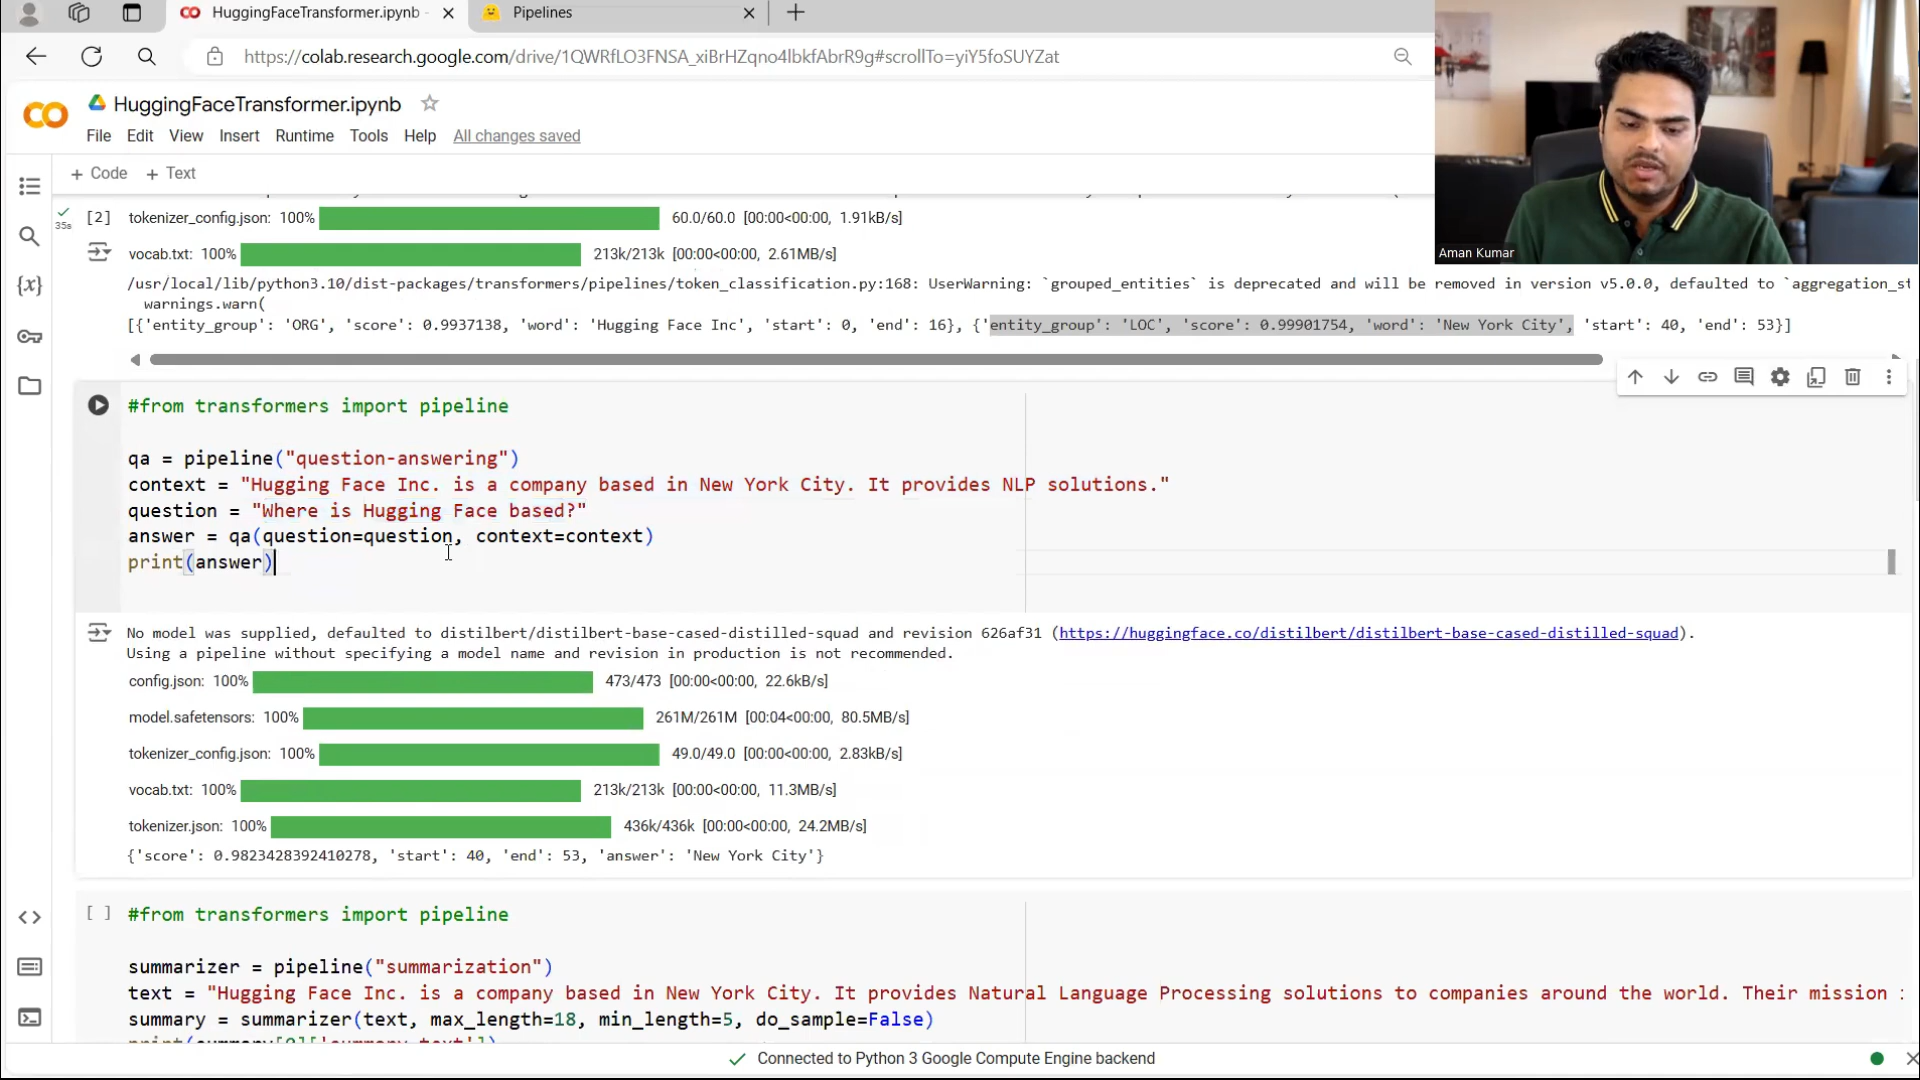 HuggingFaceTransformer.ipynb
Pipelines
https://colab.research.google.com/drive/1QWRfLO3FNSA_xiBrHZqno4lbkfAbrR9g#scrollTo=yiY5foSUYZat
HuggingFaceTransformer.ipynb
File Edit View Insert Runtime Tools Help All changes saved
+ Code + Text
Aman Kumar
[2] tokenizer_config.json: 100% 60.0/60.0 [00:00<00:00, 1.91kB/s]
35s
vocab.txt: 100% 213k/213k [00:00<00:00, 2.61MB/s]
/usr/local/lib/python3.10/dist-packages/transformers/pipelines/token_classification.py:168: UserWarning: `grouped_entities` is deprecated and will be removed in version v5.0.0, defaulted to `aggregation_st
warnings.warn(
[{'entity_group': 'ORG', 'score': 0.9937138, 'word': 'Hugging Face Inc', 'start': 0, 'end': 16}, {'entity_group': 'LOC', 'score': 0.99901754, 'word': 'New York City', 'start': 40, 'end': 53}]
#from transformers import pipeline
qa = pipeline("question-answering")
context = "Hugging Face Inc. is a company based in New York City. It provides NLP solutions."
question = "Where is Hugging Face based?"
answer = qa(question=question, context=context)
print(answer)
No model was supplied, defaulted to distilbert/distilbert-base-cased-distilled-squad and revision 626af31 (https://huggingface.co/distilbert/distilbert-base-cased-distilled-squad).
Using a pipeline without specifying a model name and revision in production is not recommended.
config.json: 100% 473/473 [00:00<00:00, 22.6kB/s]
model.safetensors: 100% 261M/261M [00:04<00:00, 80.5MB/s]
tokenizer_config.json: 100% 49.0/49.0 [00:00<00:00, 2.83kB/s]
vocab.txt: 100% 213k/213k [00:00<00:00, 11.3MB/s]
tokenizer.json: 100% 436k/436k [00:00<00:00, 24.2MB/s]
{'score': 0.9823428392410278, 'start': 40, 'end': 53, 'answer': 'New York City'}
[ ] #from transformers import pipeline
summarizer = pipeline("summarization")
text = "Hugging Face Inc. is a company based in New York City. It provides Natural Language Processing solutions to companies around the world. Their mission
summary = summarizer(text, max_length=18, min_length=5, do_sample=False)
print(summary[0]['summary_text'])
Connected to Python 3 Google Compute Engine backend